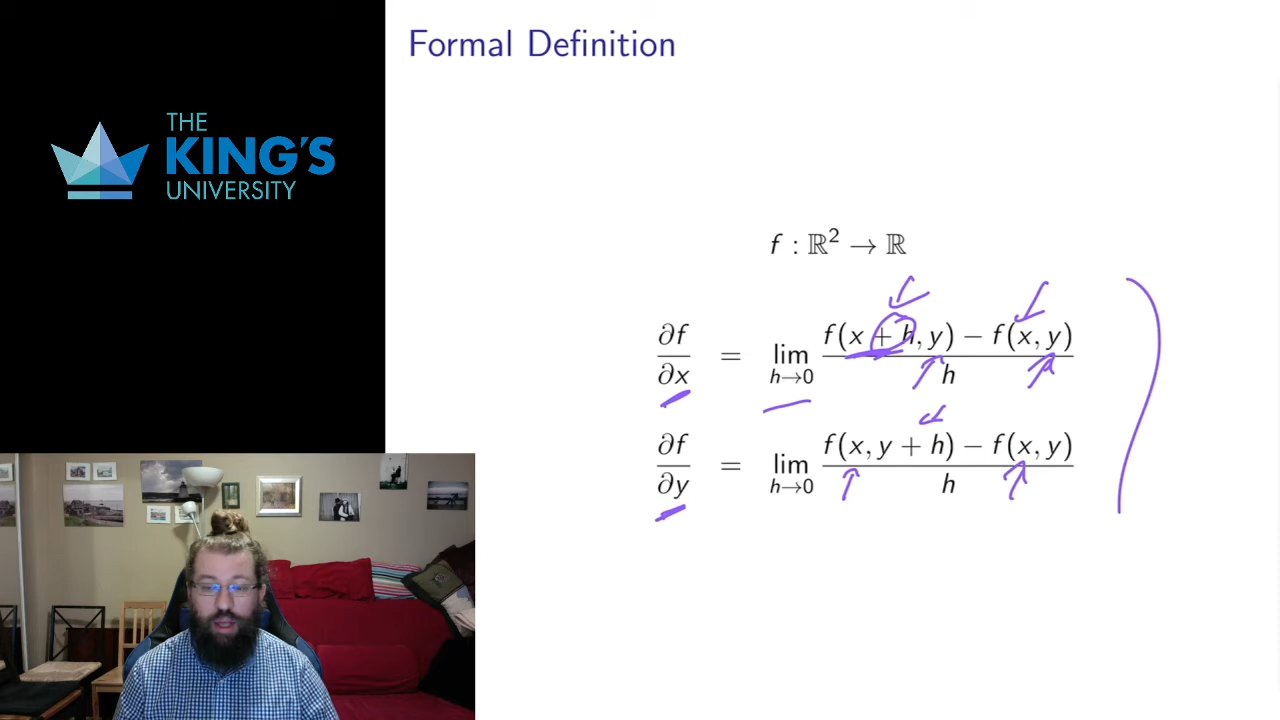 THE
KING'S
UNIVERSITY
Formal Definition
f : ℝ² → ℝ
∂f/∂x = lim_{h→0} (f(x + h, y) − f(x, y))/h
∂f/∂y = lim_{h→0} (f(x, y + h) − f(x, y))/h